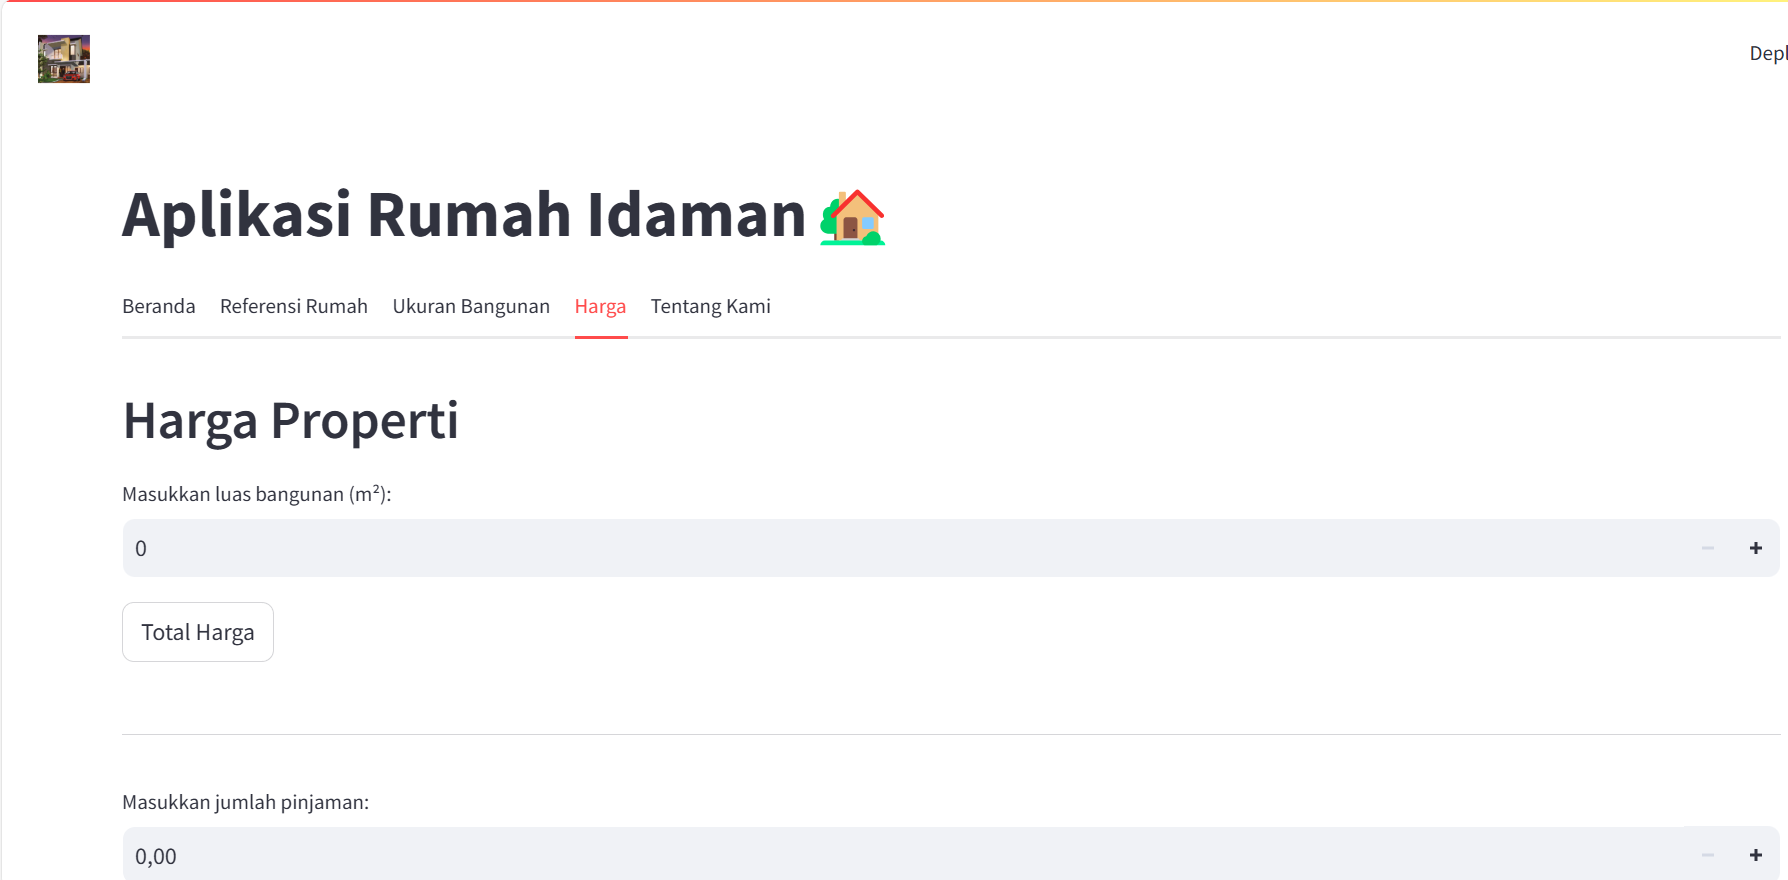 Depl
Aplikasi Rumah Idaman
Beranda Referensi Rumah Ukuran Bangunan Harga Tentang Kami
Harga Properti
Masukkan luas bangunan (m²):
0
Total Harga
Masukkan jumlah pinjaman:
0,00